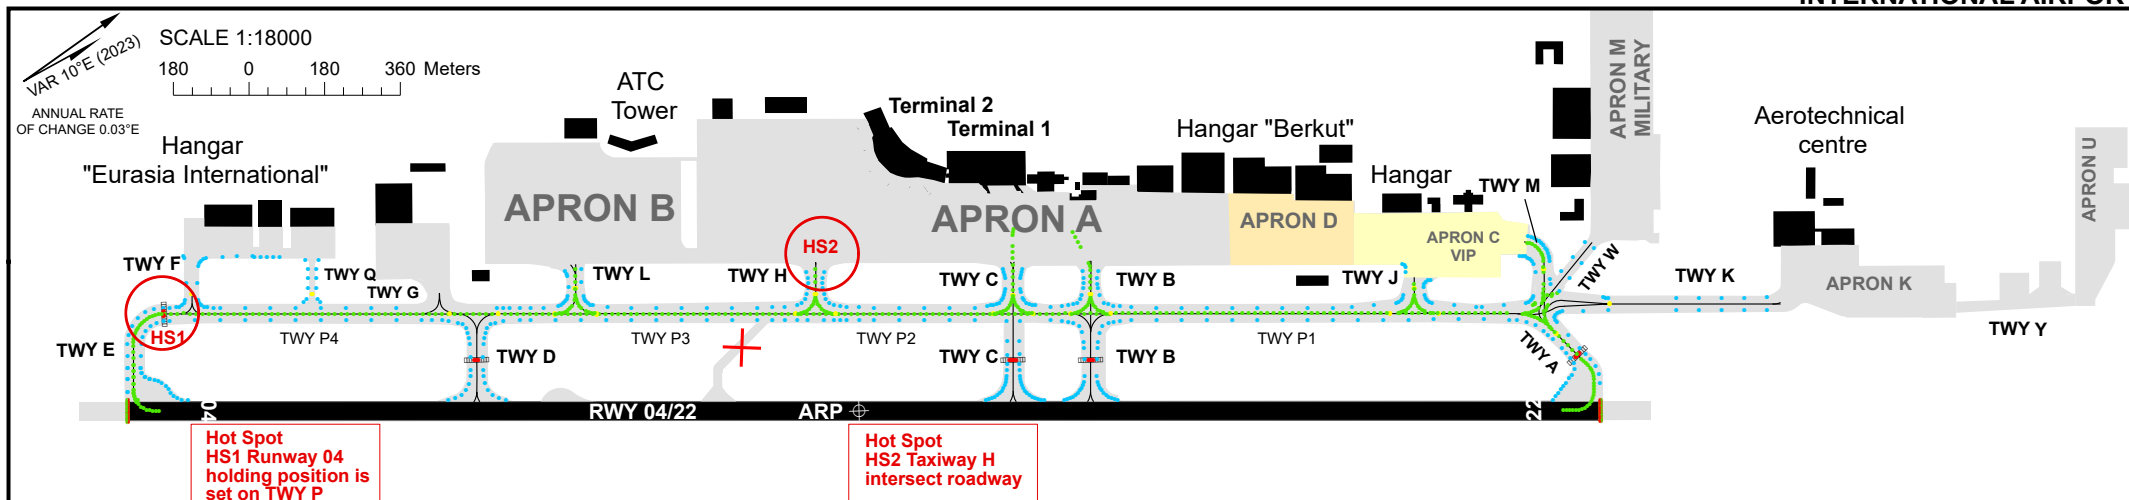 INTERNATIONAL AIRPOR
VAR 10°E (2023)
SCALE 1:18000
180 0 180 360 Meters
ANNUAL RATE
OF CHANGE 0.03°E
Hangar
"Eurasia International"
ATC
Tower
Terminal 2
Terminal 1
Hangar "Berkut"
Hangar
TWY M
APRON M
MILITARY
Aerotechnical
centre
APRON U
APRON B
APRON A
APRON D
APRON C
VIP
HS2
TWY F
TWY Q
TWY G
TWY L
TWY H
TWY C
TWY B
TWY J
TWY W
TWY K
APRON K
TWY Y
HS1
TWY E
TWY P4
TWY D
TWY P3
TWY P2
TWY C
TWY B
TWY P1
TWY A
04
RWY 04/22
ARP
22
Hot Spot
HS1 Runway 04
holding position is
set on TWY P
Hot Spot
HS2 Taxiway H
intersect roadway